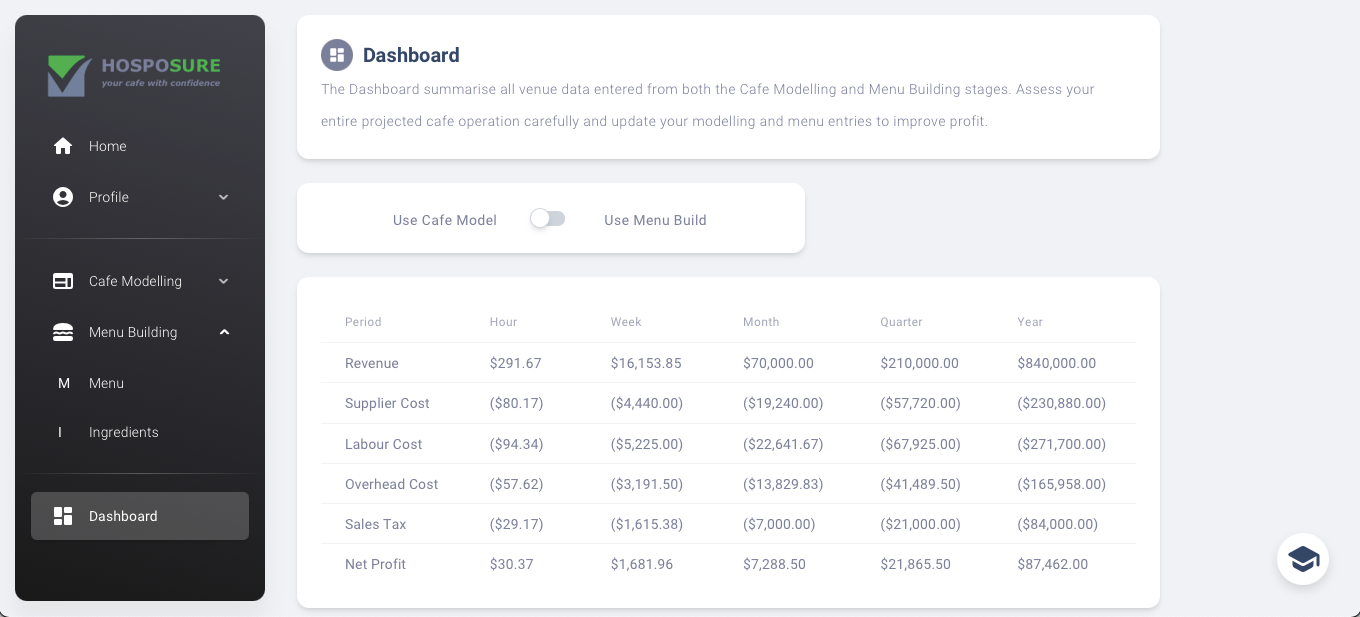 HOSPOSURE
your cafe with confidence
Home
Profile
Cafe Modelling
Menu Building
M Menu
I Ingredients
Dashboard
Dashboard
The Dashboard summarise all venue data entered from both the Cafe Modelling and Menu Building stages. Assess your
entire projected cafe operation carefully and update your modelling and menu entries to improve profit.
Use Cafe Model Use Menu Build
Period Hour Week Month Quarter Year
Revenue $291.67 $16,153.85 $70,000.00 $210,000.00 $840,000.00
Supplier Cost ($80.17) ($4,440.00) ($19,240.00) ($57,720.00) ($230,880.00)
Labour Cost ($94.34) ($5,225.00) ($22,641.67) ($67,925.00) ($271,700.00)
Overhead Cost ($57.62) ($3,191.50) ($13,829.83) ($41,489.50) ($165,958.00)
Sales Tax ($29.17) ($1,615.38) ($7,000.00) ($21,000.00) ($84,000.00)
Net Profit $30.37 $1,681.96 $7,288.50 $21,865.50 $87,462.00